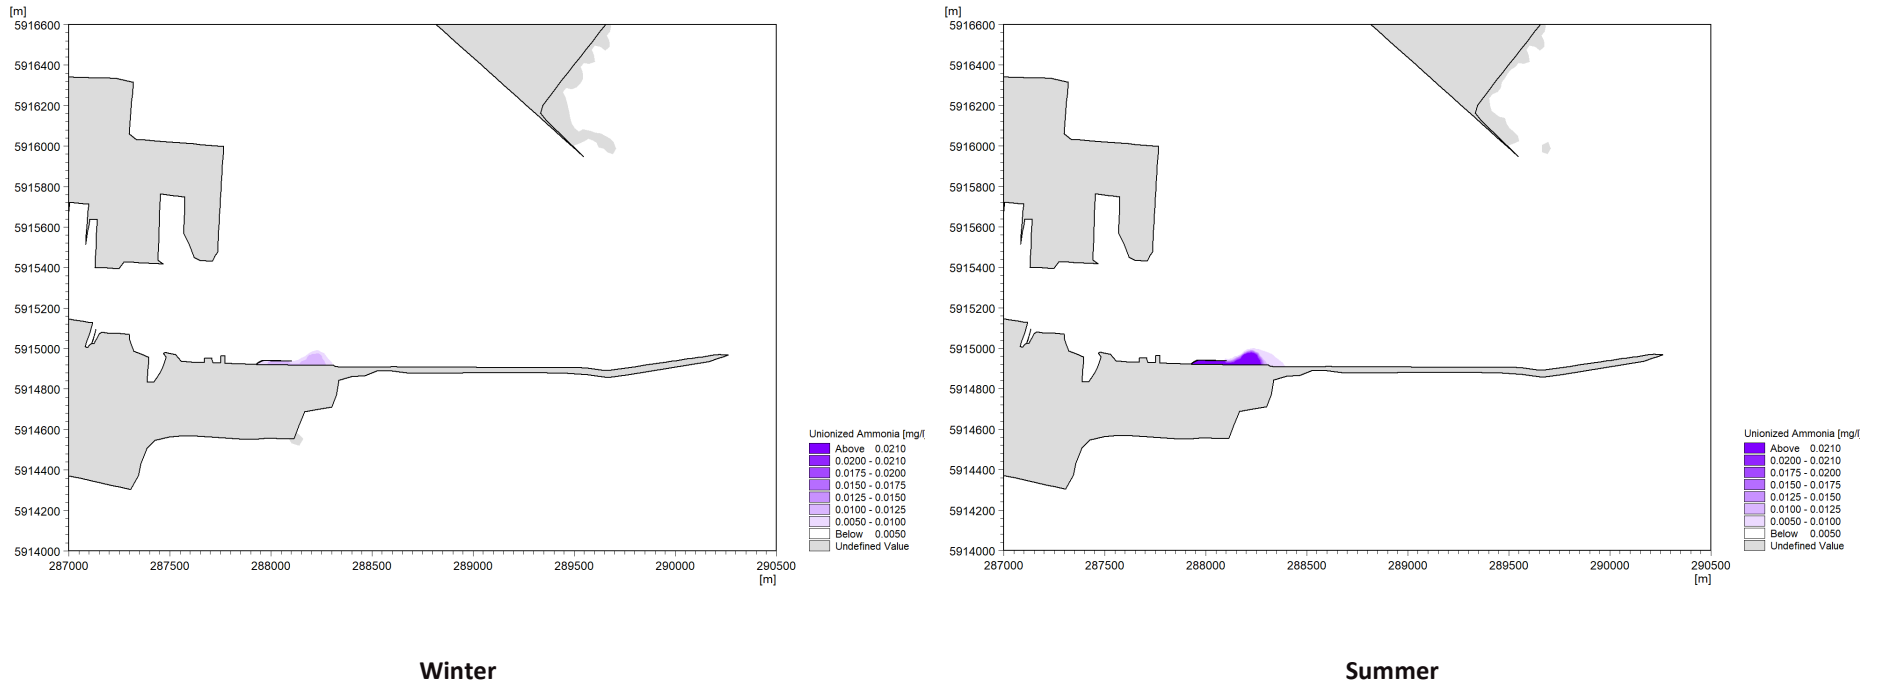 [m]
5916600
5916400
5916200
5916000
5915800
5915600
5915400
5915200
5915000
5914800
5914600
5914400
5914200
5914000
287000 287500 288000 288500 289000 289500 290000 290500
[m]
Unionized Ammonia [mg/l
Above 0.0210
0.0200 - 0.0210
0.0175 - 0.0200
0.0150 - 0.0175
0.0125 - 0.0150
0.0100 - 0.0125
0.0050 - 0.0100
Below 0.0050
Undefined Value
Winter
[m]
5916600
5916400
5916200
5916000
5915800
5915600
5915400
5915200
5915000
5914800
5914600
5914400
5914200
5914000
287000 287500 288000 288500 289000 289500 290000 290500
[m]
Unionized Ammonia [mg/l
Above 0.0210
0.0200 - 0.0210
0.0175 - 0.0200
0.0150 - 0.0175
0.0125 - 0.0150
0.0100 - 0.0125
0.0050 - 0.0100
Below 0.0050
Undefined Value
Summer